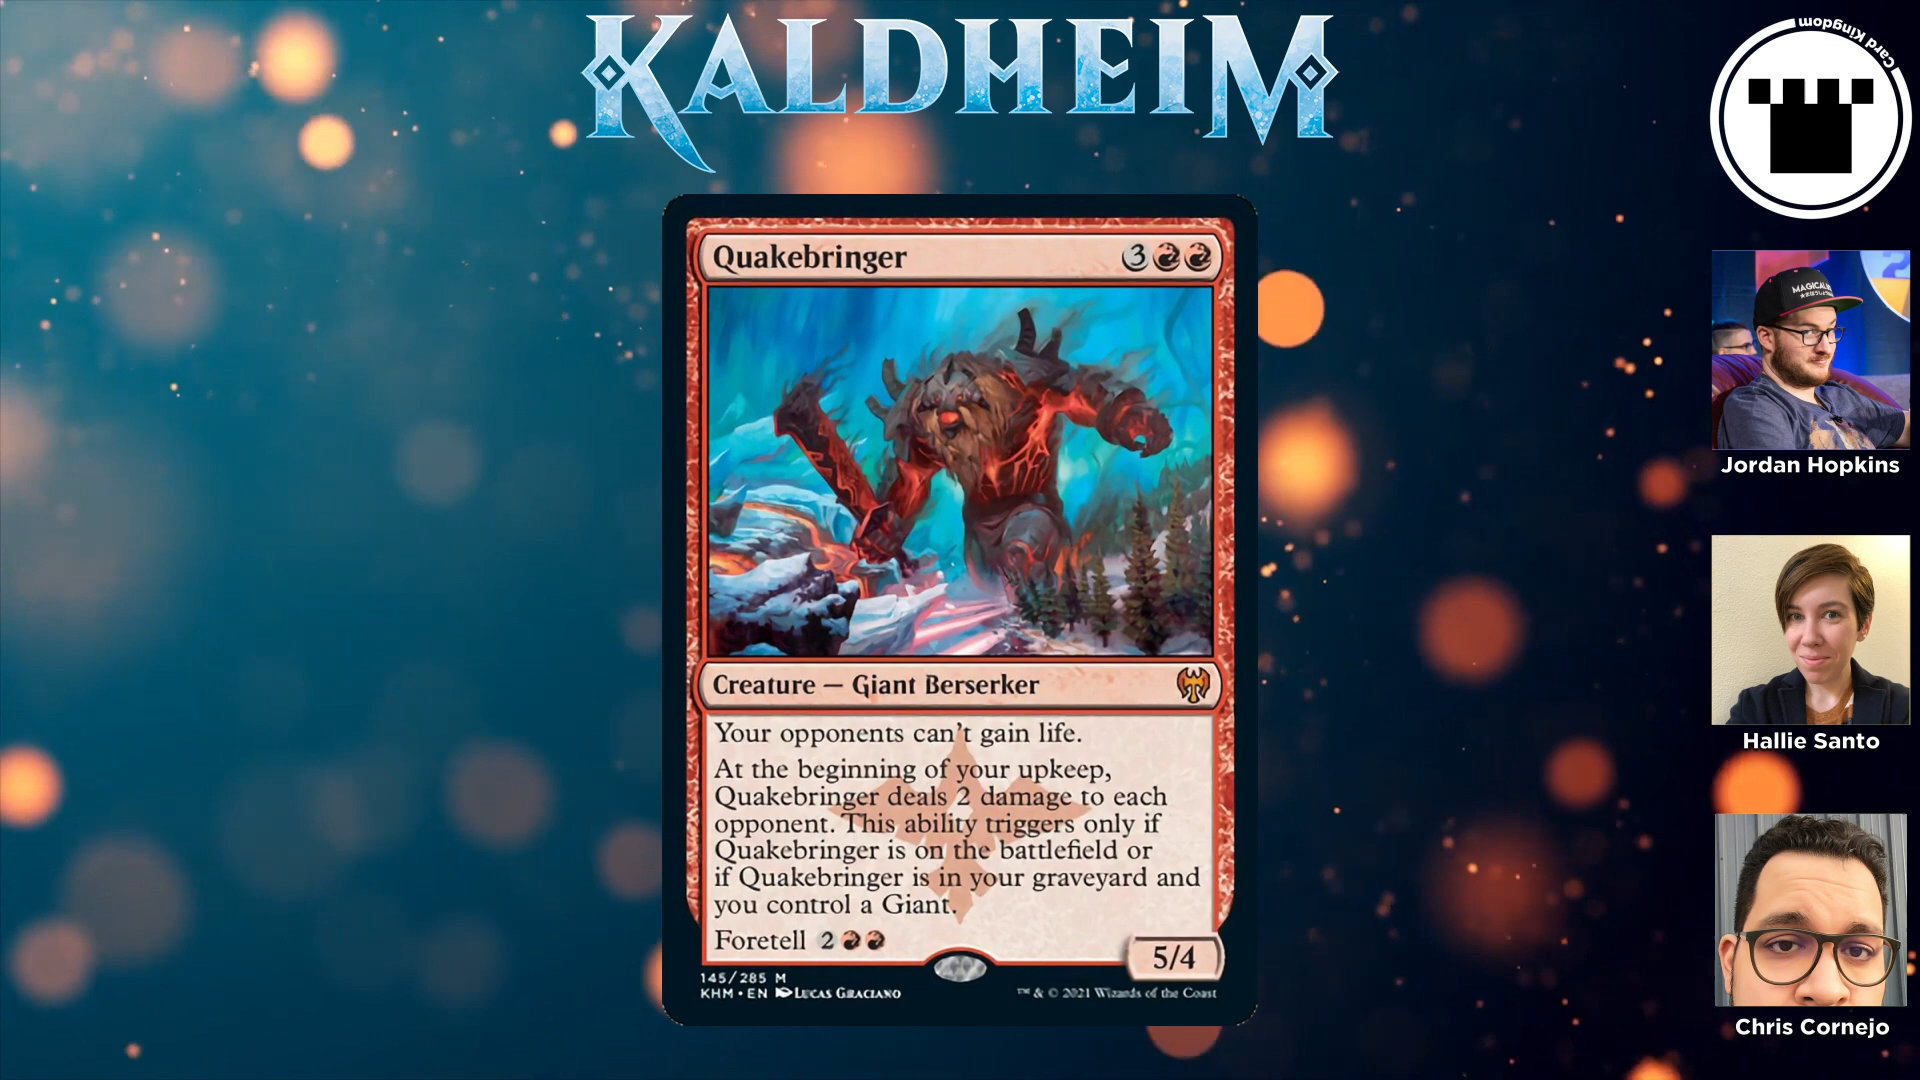 KALDHEIM
Card Kingdom
Quakebringer
3
MAGICAL
Jordan Hopkins
Creature — Giant Berserker
Your opponents can't gain life.
At the beginning of your upkeep,
Quakebringer deals 2 damage to each
opponent. This ability triggers only if
Quakebringer is on the battlefield or
if Quakebringer is in your graveyard and
you control a Giant.
Foretell 2
5/4
145/285 M
KHM • EN LUCAS GRACIANO
™ & © 2021 Wizards of the Coast
Hallie Santo
Chris Cornejo